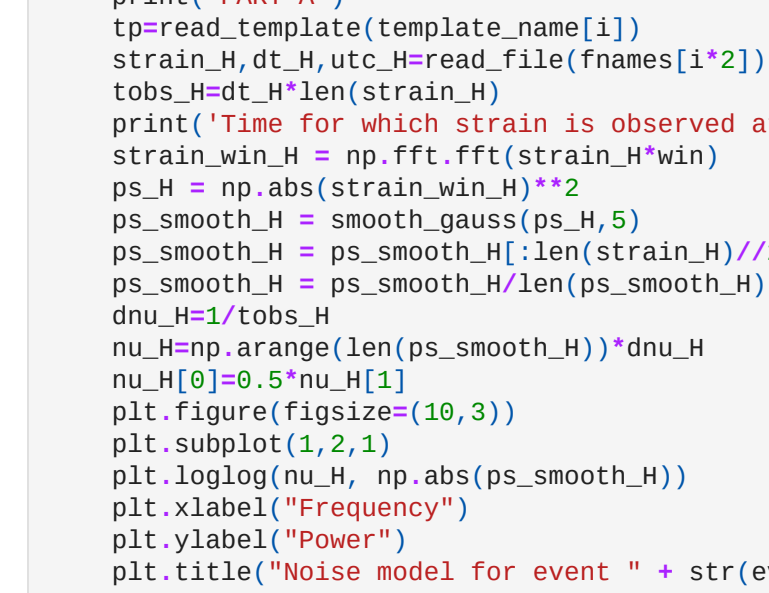 print("PART A")
tp=read_template(template_name[i])
strain_H,dt_H,utc_H=read_file(fnames[i*2])
tobs_H=dt_H*len(strain_H)
print('Time for which strain is observed a
strain_win_H = np.fft.fft(strain_H*win)
ps_H = np.abs(strain_win_H)**2
ps_smooth_H = smooth_gauss(ps_H,5)
ps_smooth_H = ps_smooth_H[:len(strain_H)//
ps_smooth_H = ps_smooth_H/len(ps_smooth_H)
dnu_H=1/tobs_H
nu_H=np.arange(len(ps_smooth_H))*dnu_H
nu_H[0]=0.5*nu_H[1]
plt.figure(figsize=(10,3))
plt.subplot(1,2,1)
plt.loglog(nu_H, np.abs(ps_smooth_H))
plt.xlabel("Frequency")
plt.ylabel("Power")
plt.title("Noise model for event " + str(e